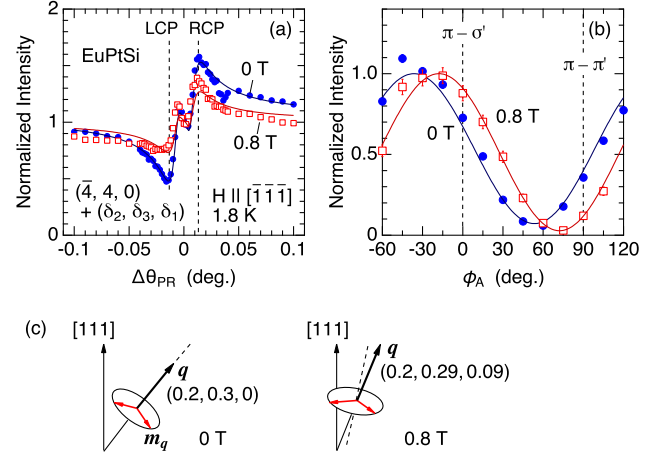 LCP RCP
(a)
EuPtSi
0 T
0.8 T
(4̅, 4, 0)
+ (δ₂, δ₃, δ₁)
H || [1̅1̅1̅]
1.8 K
Normalized Intensity
2
1
0
-0.1 -0.05 0 0.05 0.1
Δθ_PR (deg.)
(b)
π − σ'
π − π'
0 T
0.8 T
Normalized Intensity
1.0
0.5
0
-60 -30 0 30 60 90 120
ϕ_A (deg.)
(c)
[111]
q
(0.2, 0.3, 0)
m_q
0 T
[111]
q
(0.2, 0.29, 0.09)
0.8 T